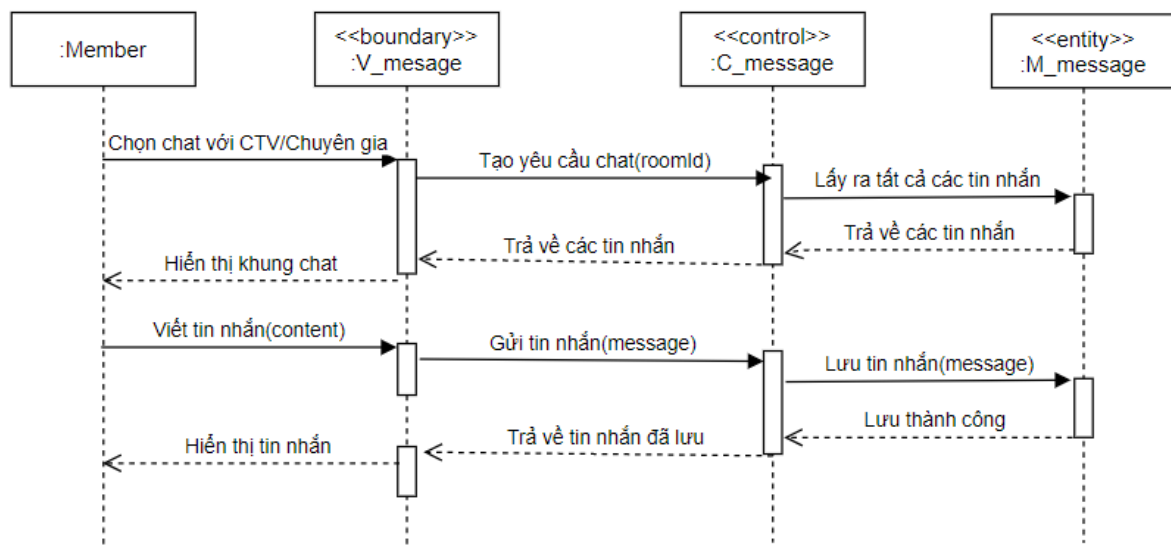 :Member
<<boundary>>
:V_mesage
<<control>>
:C_message
<<entity>>
:M_message
Chọn chat với CTV/Chuyên gia
Tạo yêu cầu chat(roomId)
Lấy ra tất cả các tin nhắn
Trả về các tin nhắn
Trả về các tin nhắn
Hiển thị khung chat
Viết tin nhắn(content)
Gửi tin nhắn(message)
Lưu tin nhắn(message)
Lưu thành công
Trả về tin nhắn đã lưu
Hiển thị tin nhắn